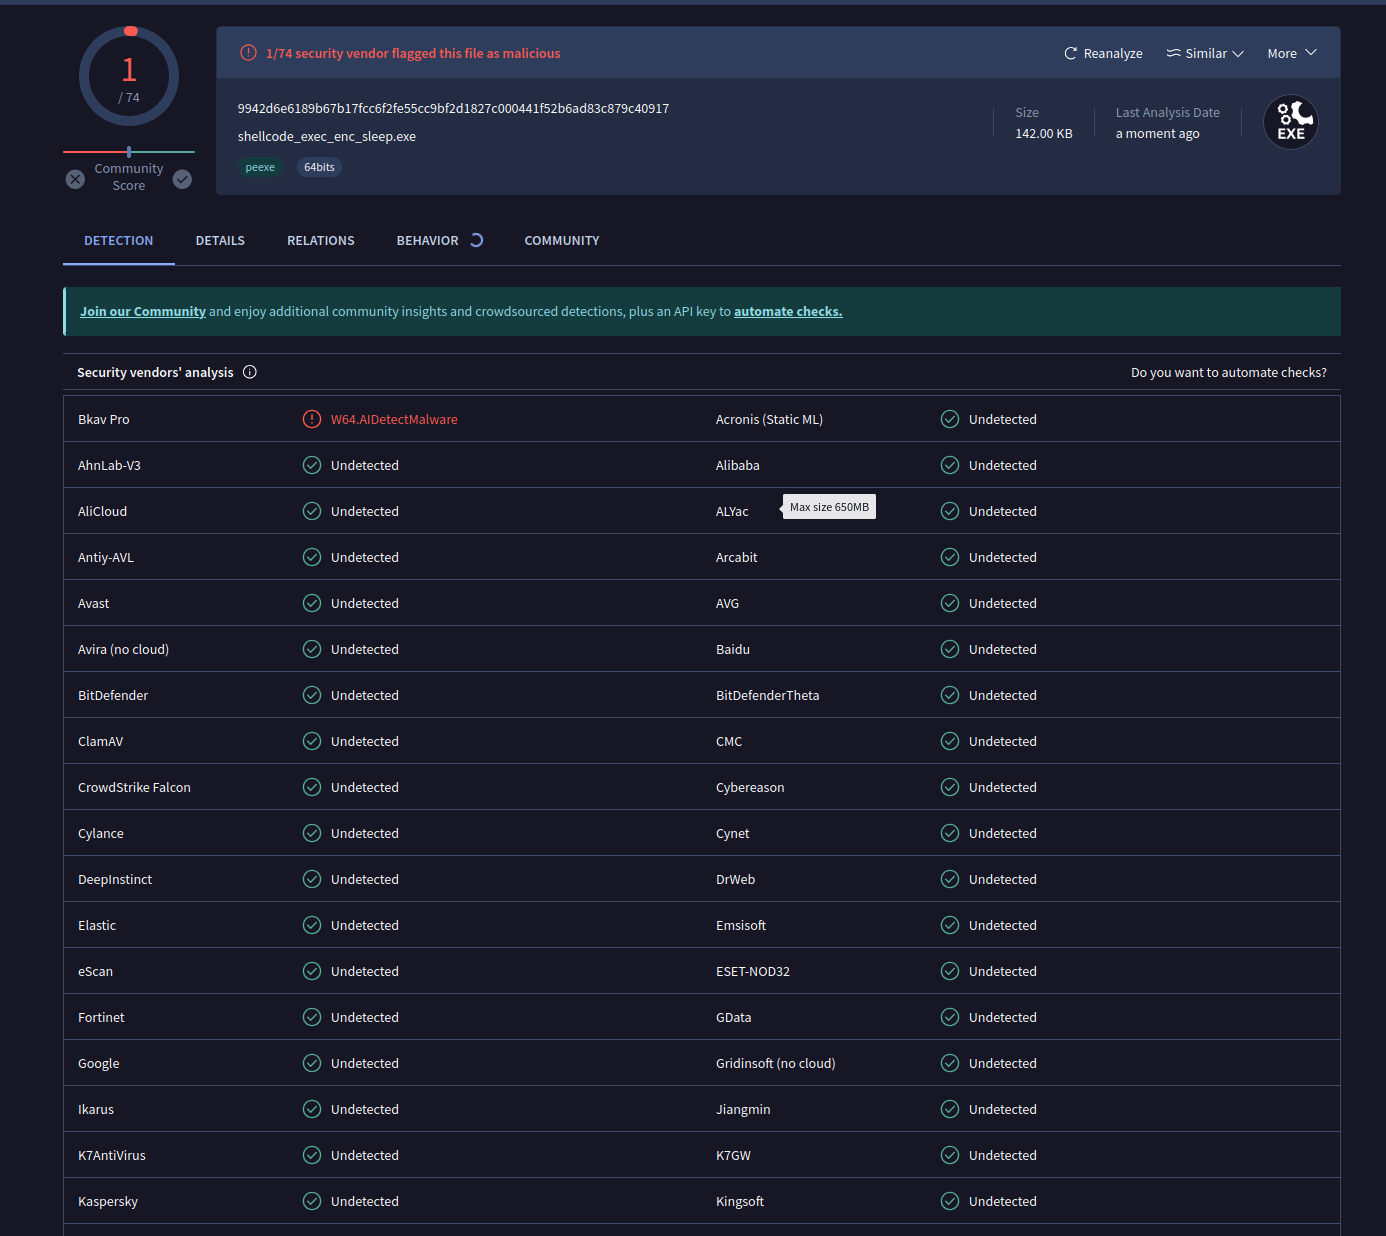 1
/ 74
Community
Score
1/74 security vendor flagged this file as malicious
Reanalyze
Similar
More
9942d6e6189b67b17fcc6f2fe55cc9bf2d1827c000441f52b6ad83c879c40917
shellcode_exec_enc_sleep.exe
peexe
64bits
Size
142.00 KB
Last Analysis Date
a moment ago
EXE
DETECTION
DETAILS
RELATIONS
BEHAVIOR
COMMUNITY
Join our Community and enjoy additional community insights and crowdsourced detections, plus an API key to automate checks.
Security vendors' analysis
Do you want to automate checks?
Bkav Pro W64.AIDetectMalware Acronis (Static ML) Undetected
AhnLab-V3 Undetected Alibaba Undetected
AliCloud Undetected ALYac Max size 650MB Undetected
Antiy-AVL Undetected Arcabit Undetected
Avast Undetected AVG Undetected
Avira (no cloud) Undetected Baidu Undetected
BitDefender Undetected BitDefenderTheta Undetected
ClamAV Undetected CMC Undetected
CrowdStrike Falcon Undetected Cybereason Undetected
Cylance Undetected Cynet Undetected
DeepInstinct Undetected DrWeb Undetected
Elastic Undetected Emsisoft Undetected
eScan Undetected ESET-NOD32 Undetected
Fortinet Undetected GData Undetected
Google Undetected Gridinsoft (no cloud) Undetected
Ikarus Undetected Jiangmin Undetected
K7AntiVirus Undetected K7GW Undetected
Kaspersky Undetected Kingsoft Undetected